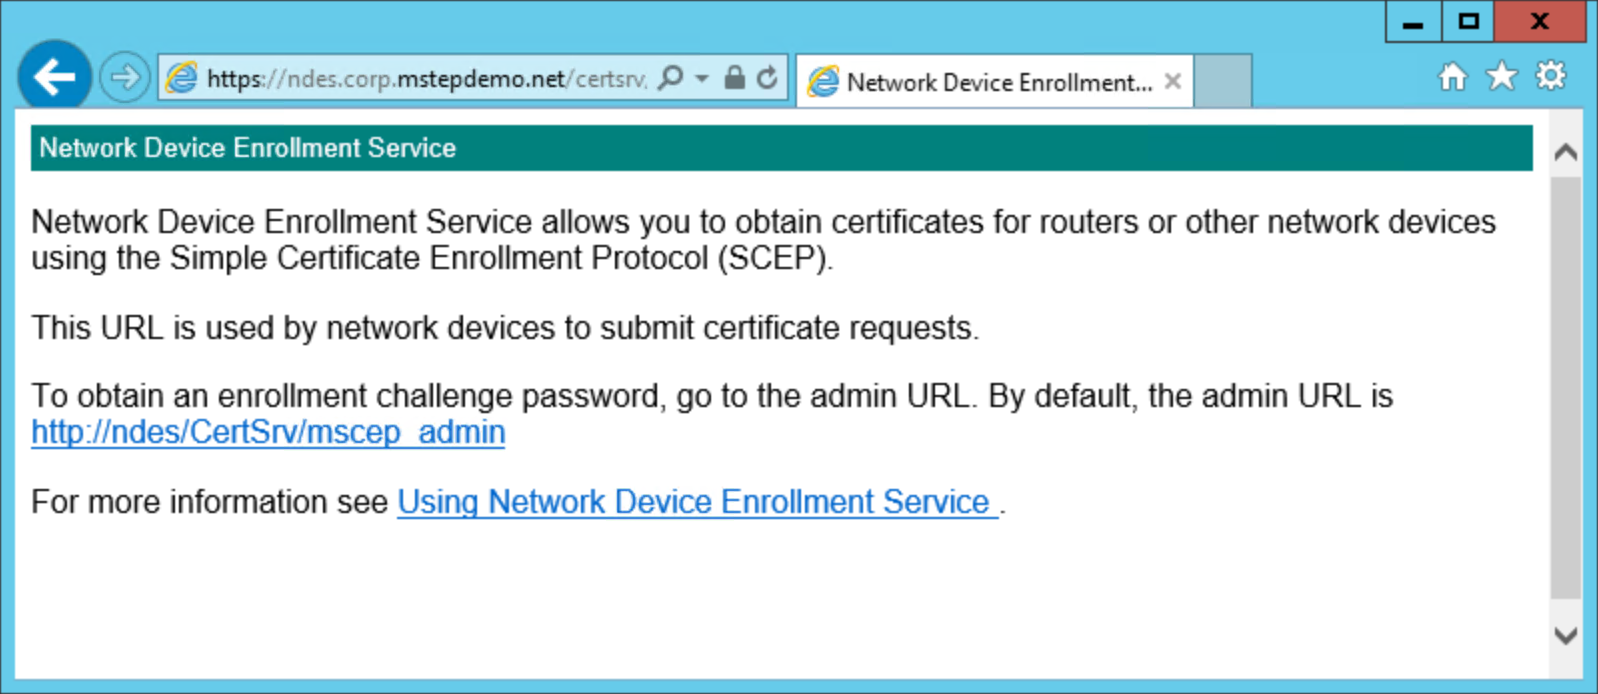 https://ndes.corp.mstepdemo.net/certsrv,
Network Device Enrollment...
Network Device Enrollment Service
Network Device Enrollment Service allows you to obtain certificates for routers or other network devices
using the Simple Certificate Enrollment Protocol (SCEP).
This URL is used by network devices to submit certificate requests.
To obtain an enrollment challenge password, go to the admin URL. By default, the admin URL is
http://ndes/CertSrv/mscep_admin
For more information see Using Network Device Enrollment Service .